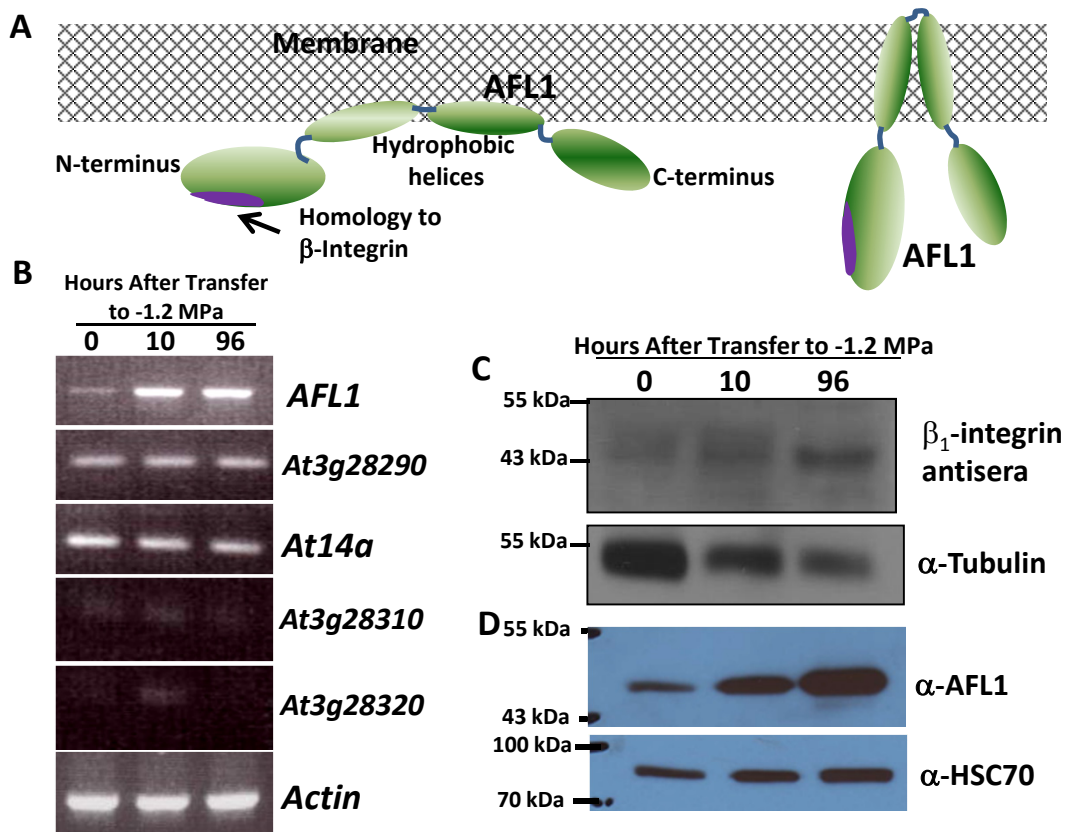 A
Membrane
AFL1
Hydrophobic
helices
N-terminus
C-terminus
Homology to
β-Integrin
AFL1
B
Hours After Transfer
to -1.2 MPa
0 10 96
AFL1
At3g28290
At14a
At3g28310
At3g28320
Actin
C
Hours After Transfer to -1.2 MPa
0 10 96
55 kDa
43 kDa
β1-integrin
antisera
55 kDa
α-Tubulin
D
55 kDa
43 kDa
α-AFL1
100 kDa
70 kDa
α-HSC70